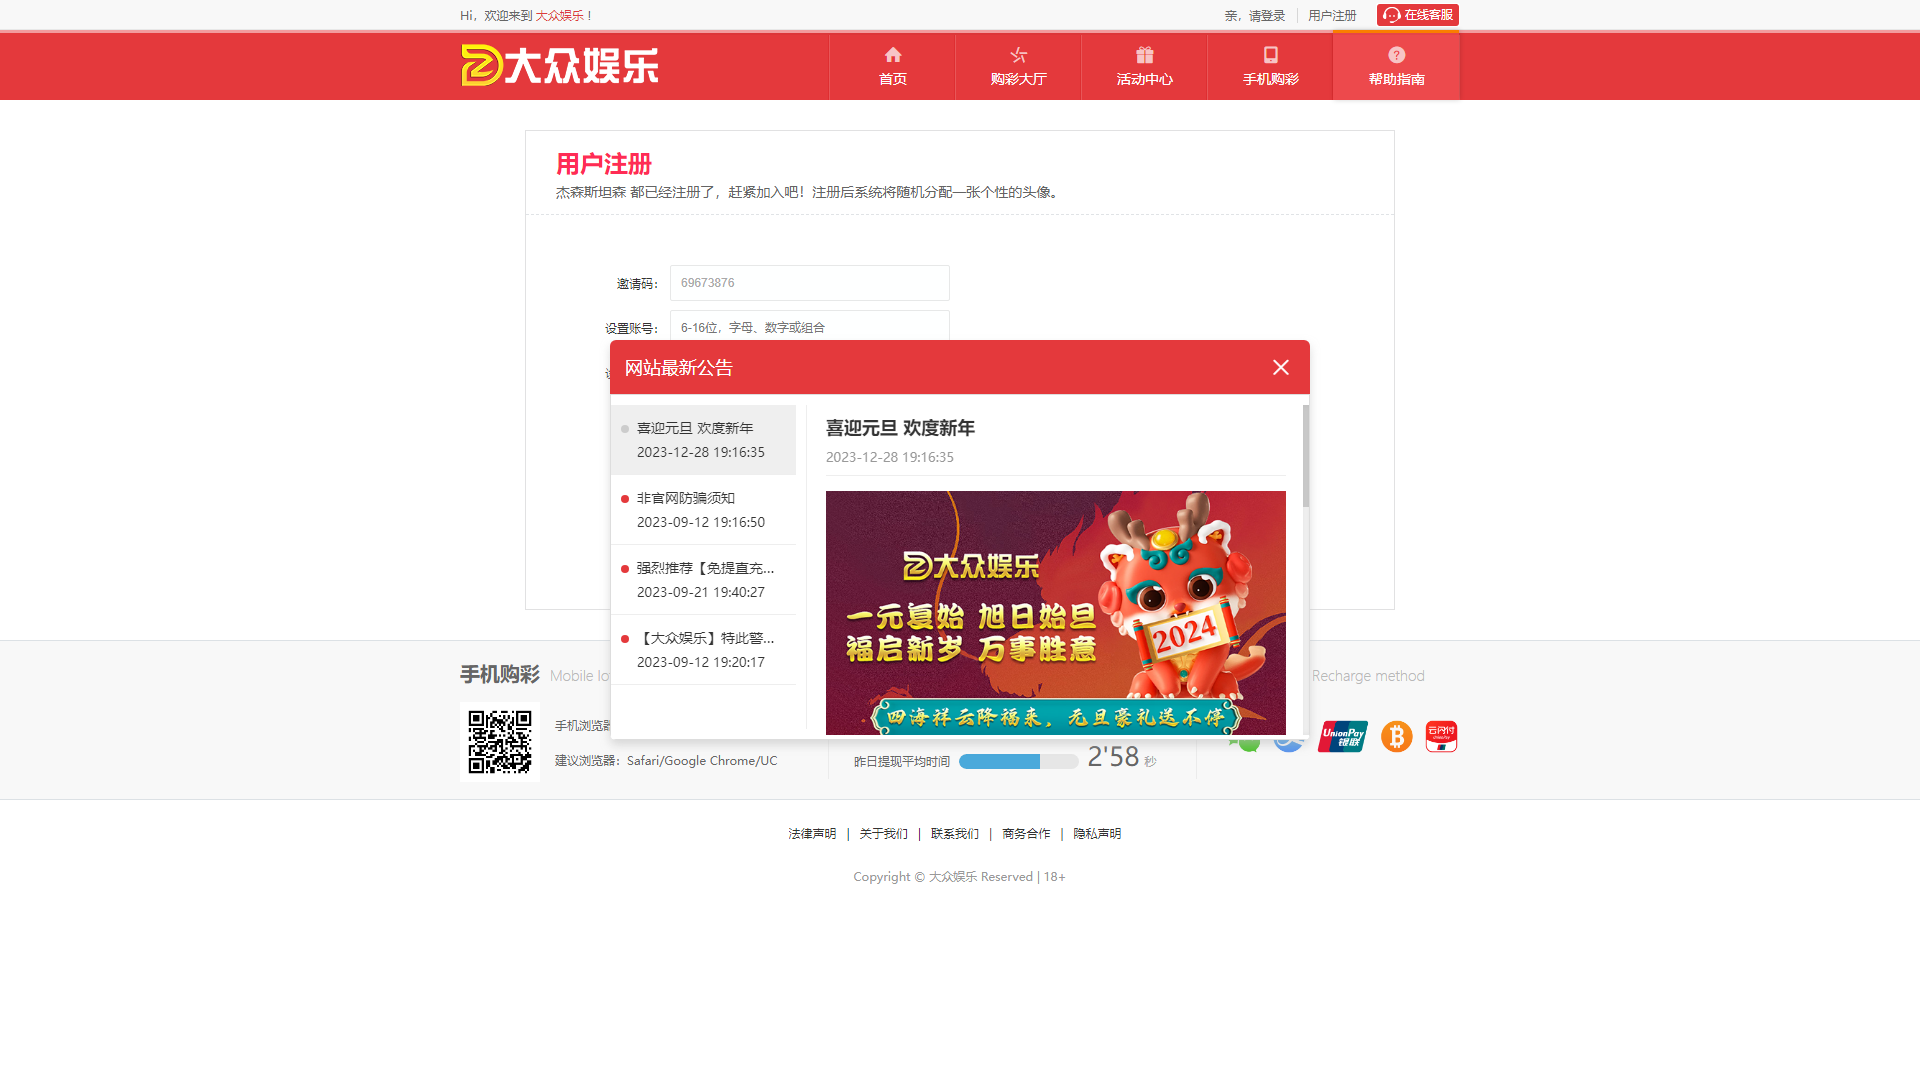 Hi，欢迎来到 大众娱乐！
亲，请登录
用户注册
在线客服
大众娱乐
首页
购彩大厅
活动中心
手机购彩
帮助指南
用户注册
杰森斯坦森 都已经注册了，赶紧加入吧！注册后系统将随机分配一张个性的头像。
邀请码：
69673876
设置账号：
6-16位，字母、数字或组合
网站最新公告
喜迎元旦 欢度新年
2023-12-28 19:16:35
非官网防骗须知
2023-09-12 19:16:50
强烈推荐【免提直充...
2023-09-21 19:40:27
【大众娱乐】特此警...
2023-09-12 19:20:17
喜迎元旦 欢度新年
2023-12-28 19:16:35
大众娱乐
一元复始 旭日始旦
福启新岁 万事胜意
2024
四海祥云降福来，元旦豪礼送不停
手机购彩 Mobile lo
Recharge method
手机浏览器
建议浏览器：Safari/Google Chrome/UC
昨日提现平均时间
2'58 秒
UnionPay
银联
云闪付
法律声明 | 关于我们 | 联系我们 | 商务合作 | 隐私声明
Copyright © 大众娱乐 Reserved | 18+